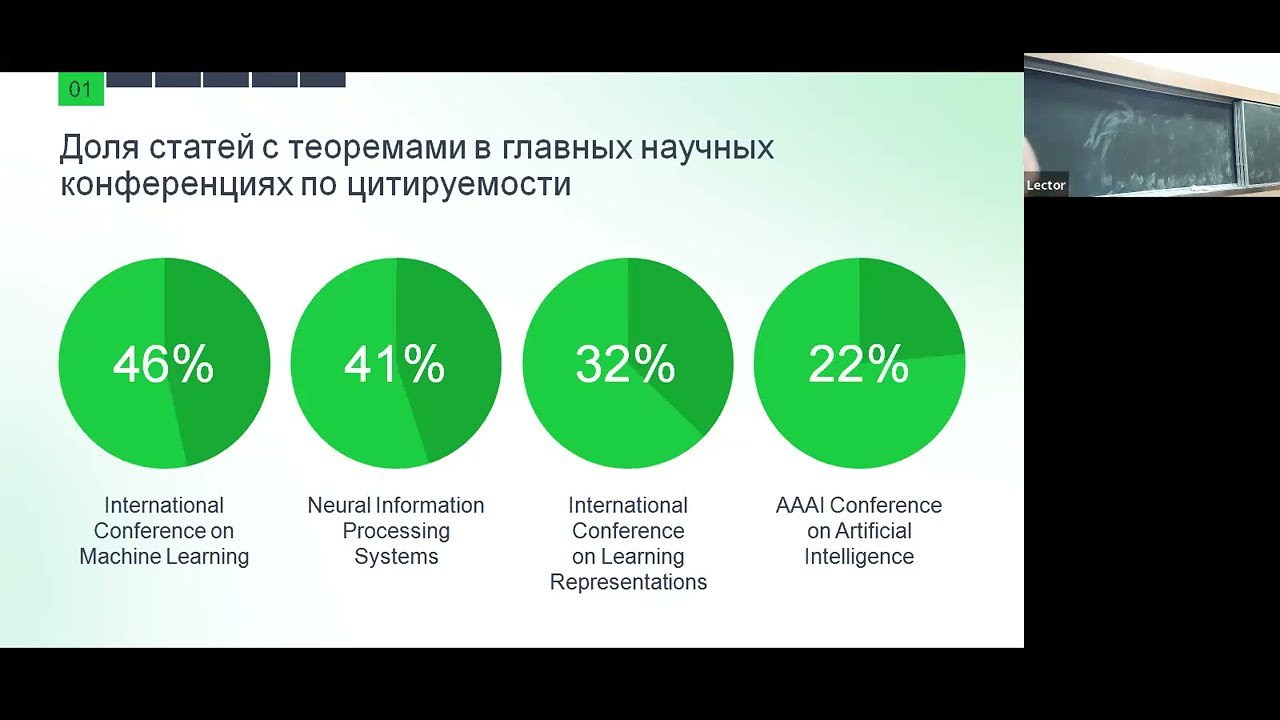 01
Доля статей с теоремами в главных научных
конференциях по цитируемости
46%
41%
32%
22%
International
Conference on
Machine Learning
Neural Information
Processing
Systems
International
Conference
on Learning
Representations
AAAI Conference
on Artificial
Intelligence
Lector